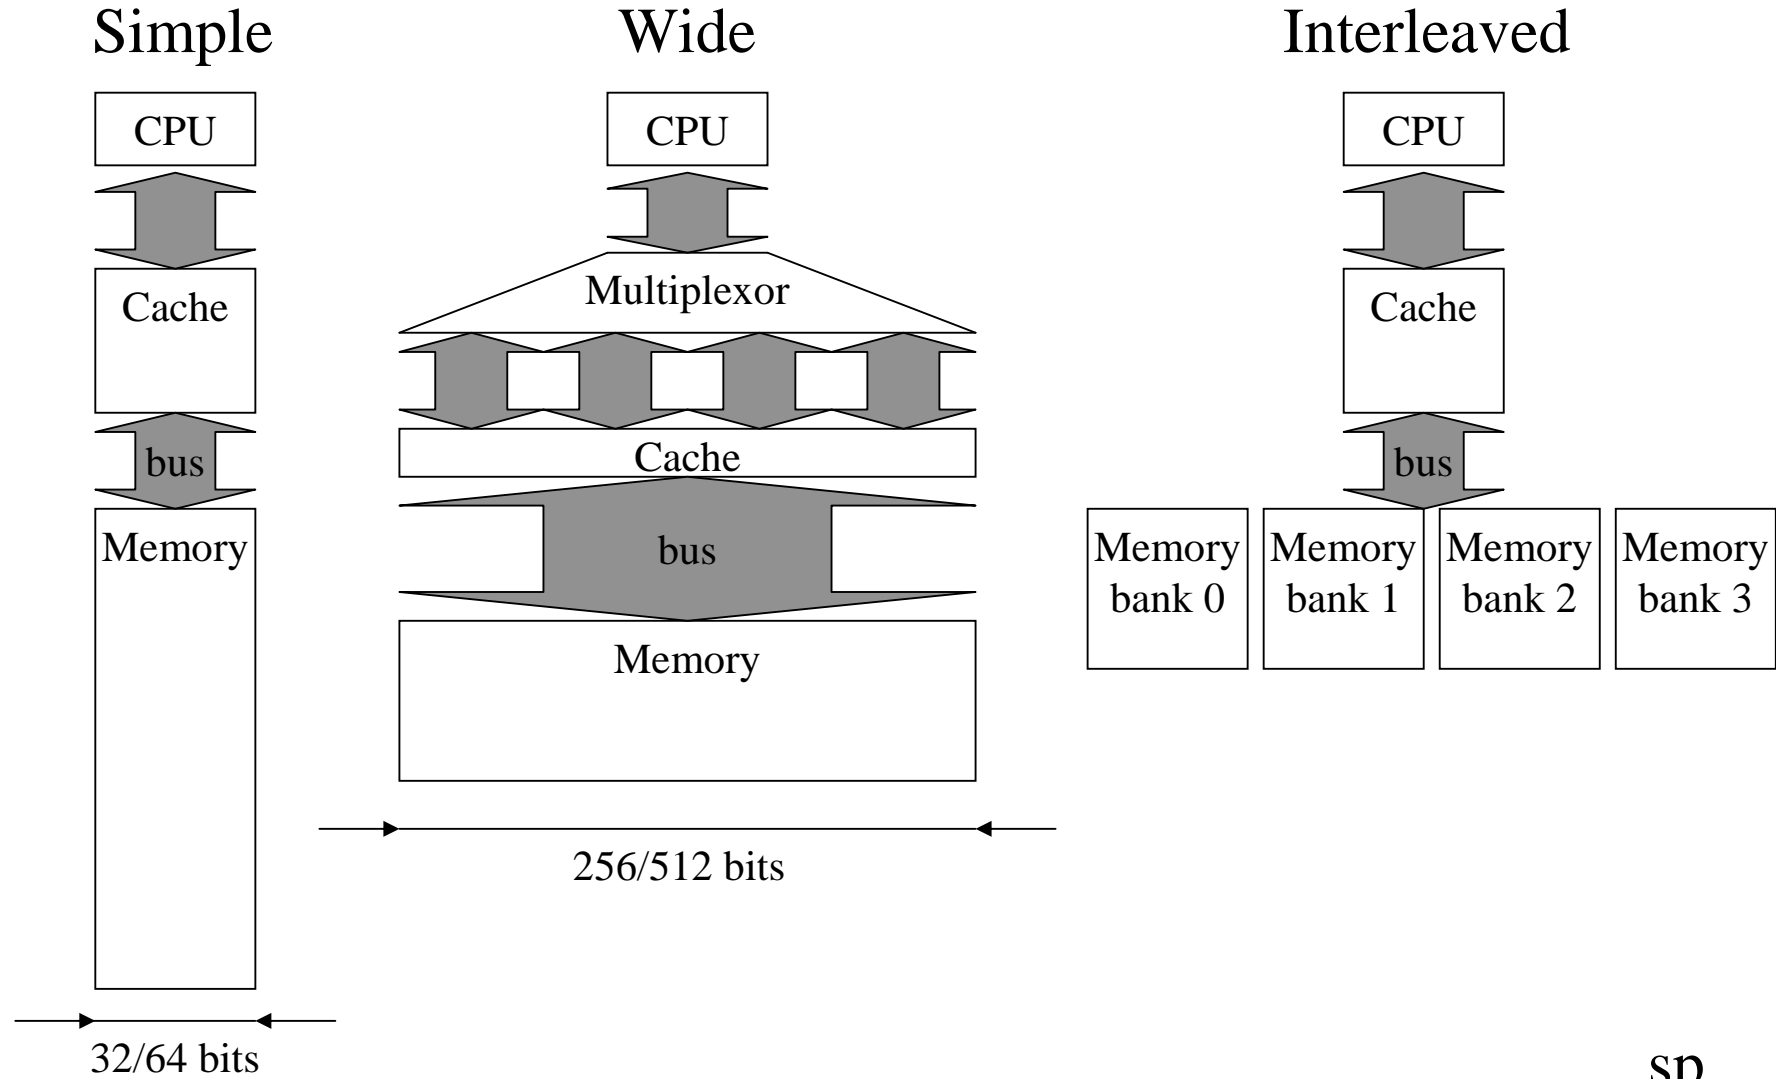 Simple
CPU
Cache
bus
Memory
32/64 bits
Wide
CPU
Multiplexor
Cache
bus
Memory
256/512 bits
Interleaved
CPU
Cache
bus
Memory
bank 0
Memory
bank 1
Memory
bank 2
Memory
bank 3
sp